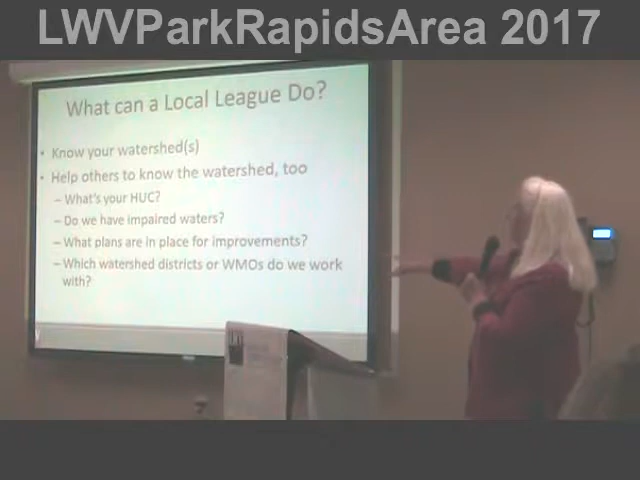 LWVParkRapidsArea 2017
What can a Local League Do?
• Know your watershed(s)
• Help others to know the watershed, too
– What's your HUC?
– Do we have impaired waters?
– What plans are in place for improvements?
– Which watershed districts or WMOs do we work
with?